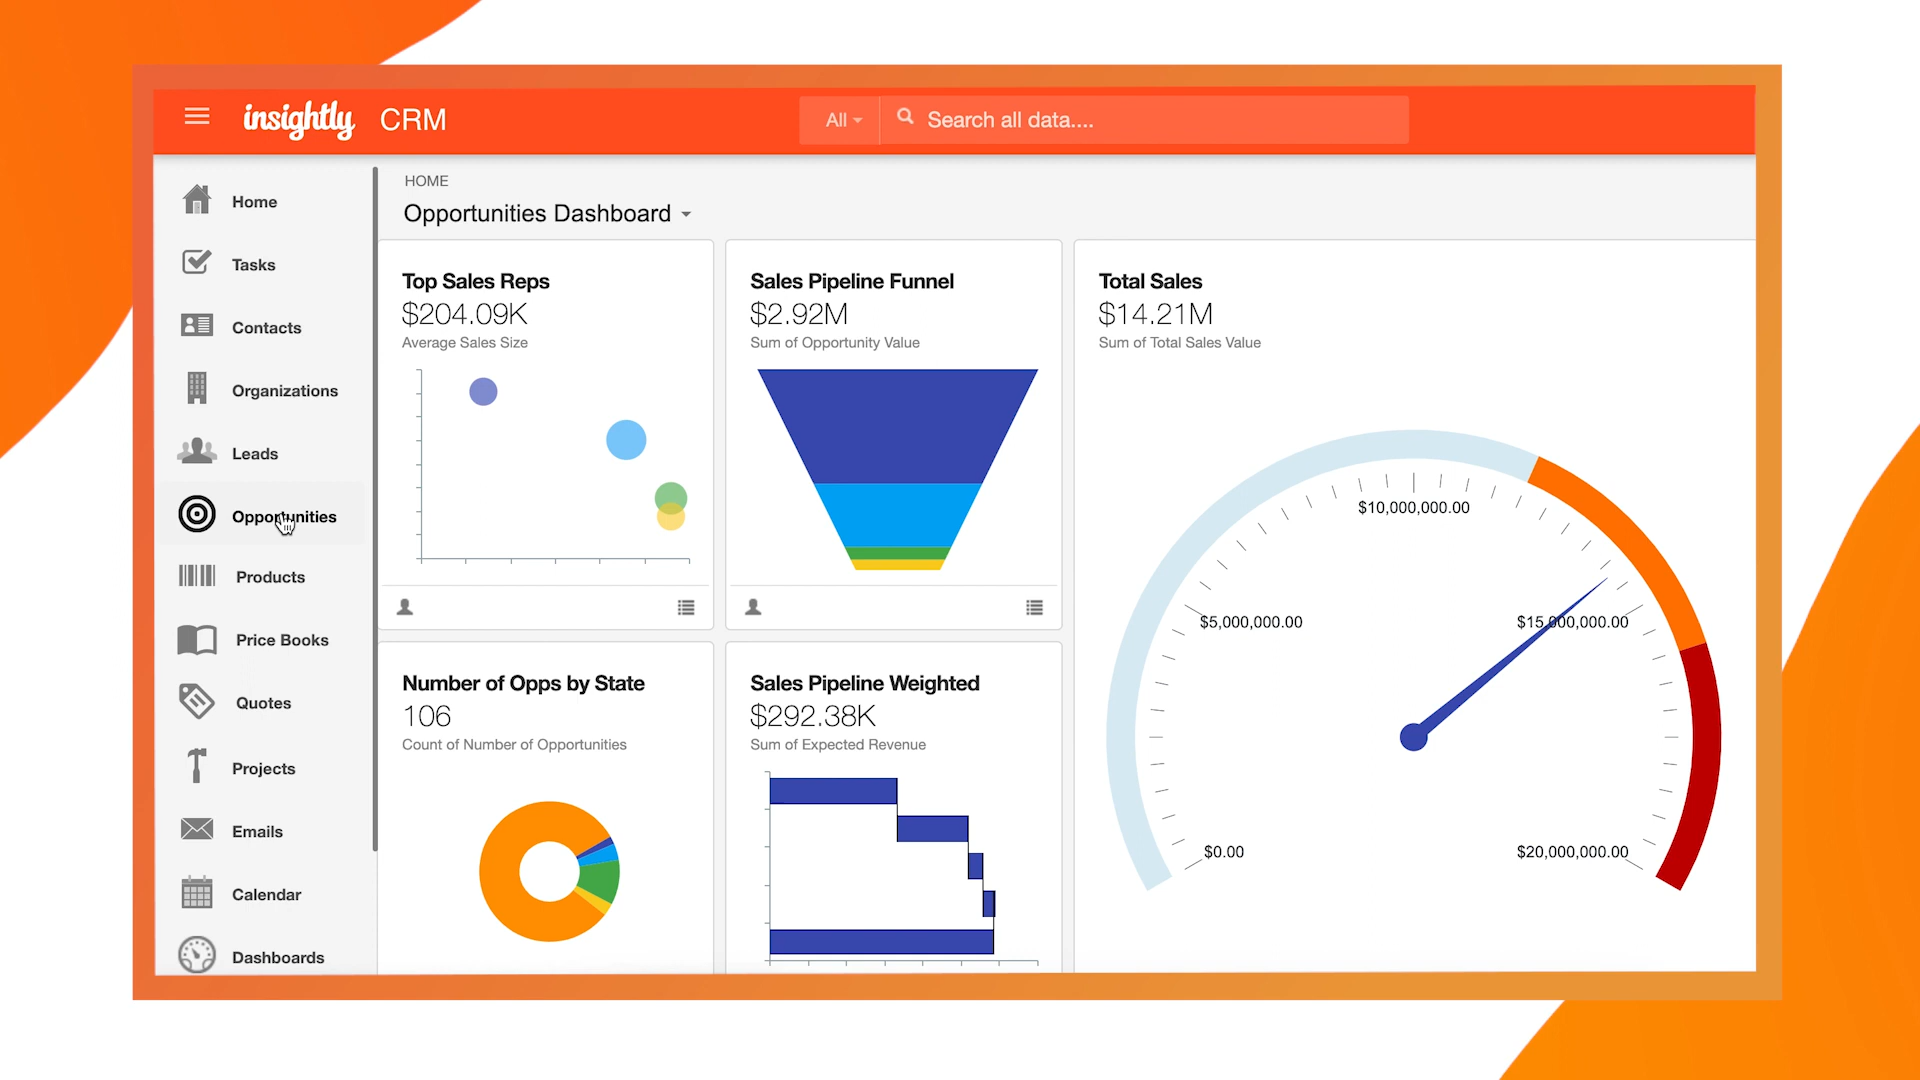 insightly CRM
All
Search all data....
Home
Tasks
Contacts
Organizations
Leads
Opportunities
Products
Price Books
Quotes
Projects
Emails
Calendar
Dashboards
HOME
Opportunities Dashboard
Top Sales Reps
$204.09K
Average Sales Size
Sales Pipeline Funnel
$2.92M
Sum of Opportunity Value
Total Sales
$14.21M
Sum of Total Sales Value
$10,000,000.00
$5,000,000.00
$15,000,000.00
$0.00
$20,000,000.00
Number of Opps by State
106
Count of Number of Opportunities
Sales Pipeline Weighted
$292.38K
Sum of Expected Revenue